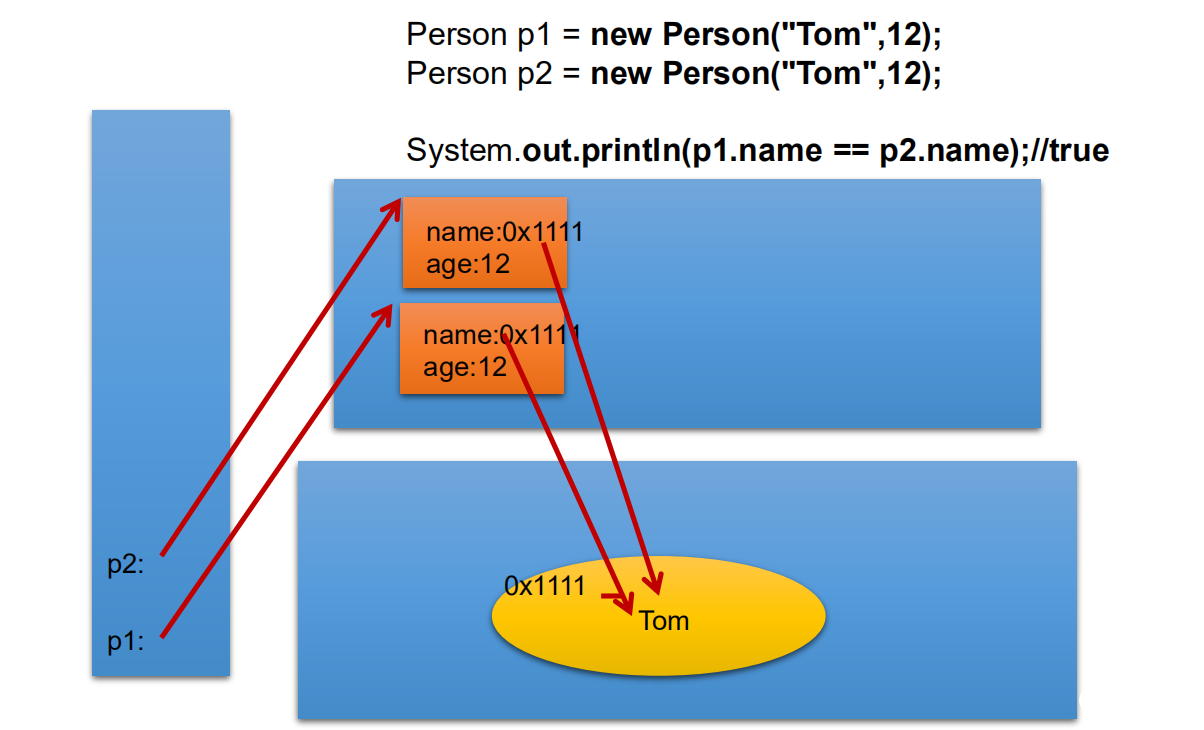 Person p1 = new Person("Tom",12);
Person p2 = new Person("Tom",12);
System.out.println(p1.name == p2.name);//true
name:0x1111
age:12
name:0x1111
age:12
p2:
p1:
0x1111
Tom